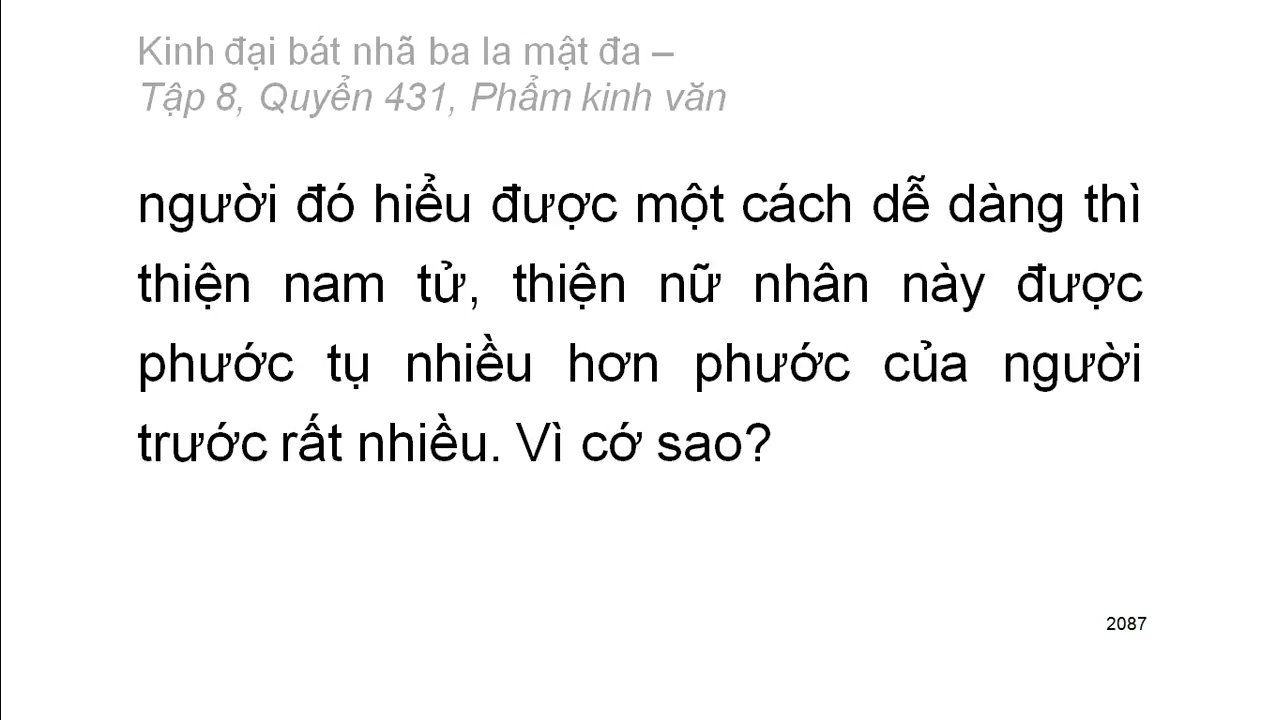 Kinh đại bát nhã ba la mật đa –
Tập 8, Quyển 431, Phẩm kinh văn
người đó hiểu được một cách dễ dàng thì
thiện nam tử, thiện nữ nhân này được
phước tụ nhiều hơn phước của người
trước rất nhiều. Vì cớ sao?
2087